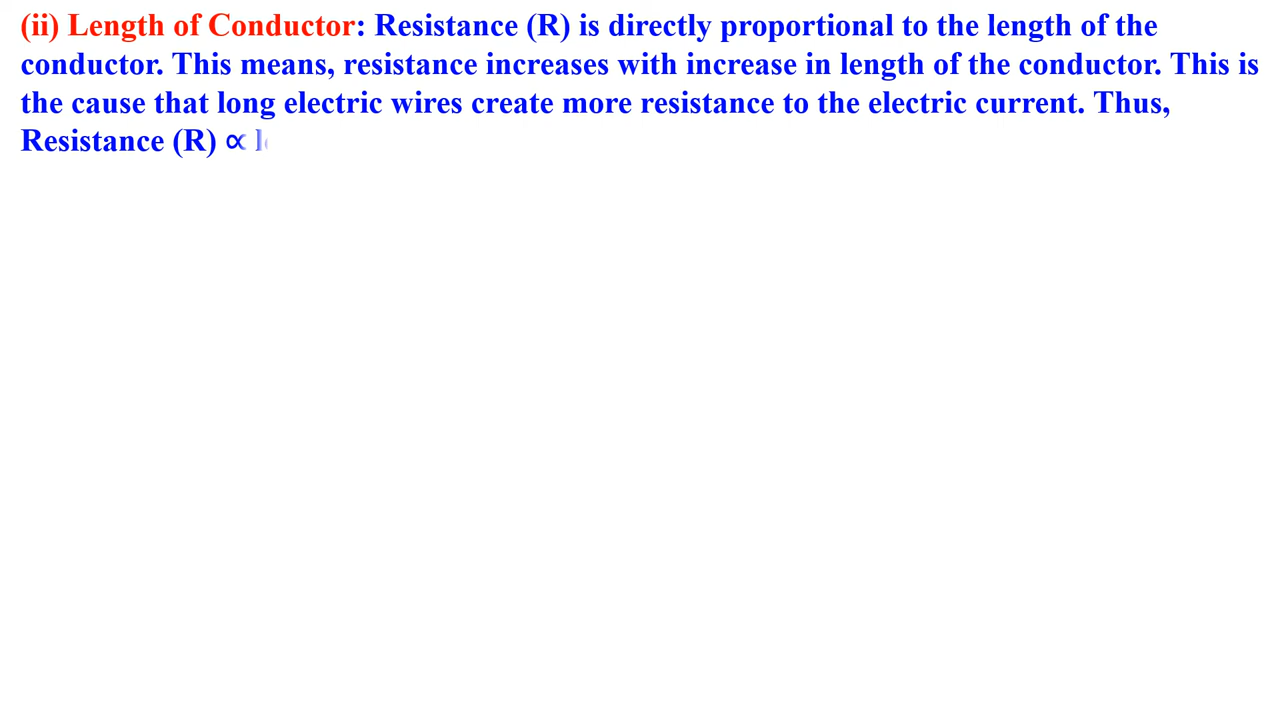 (ii) Length of Conductor: Resistance (R) is directly proportional to the length of the
conductor. This means, resistance increases with increase in length of the conductor. This is
the cause that long electric wires create more resistance to the electric current. Thus,
Resistance (R) ∝